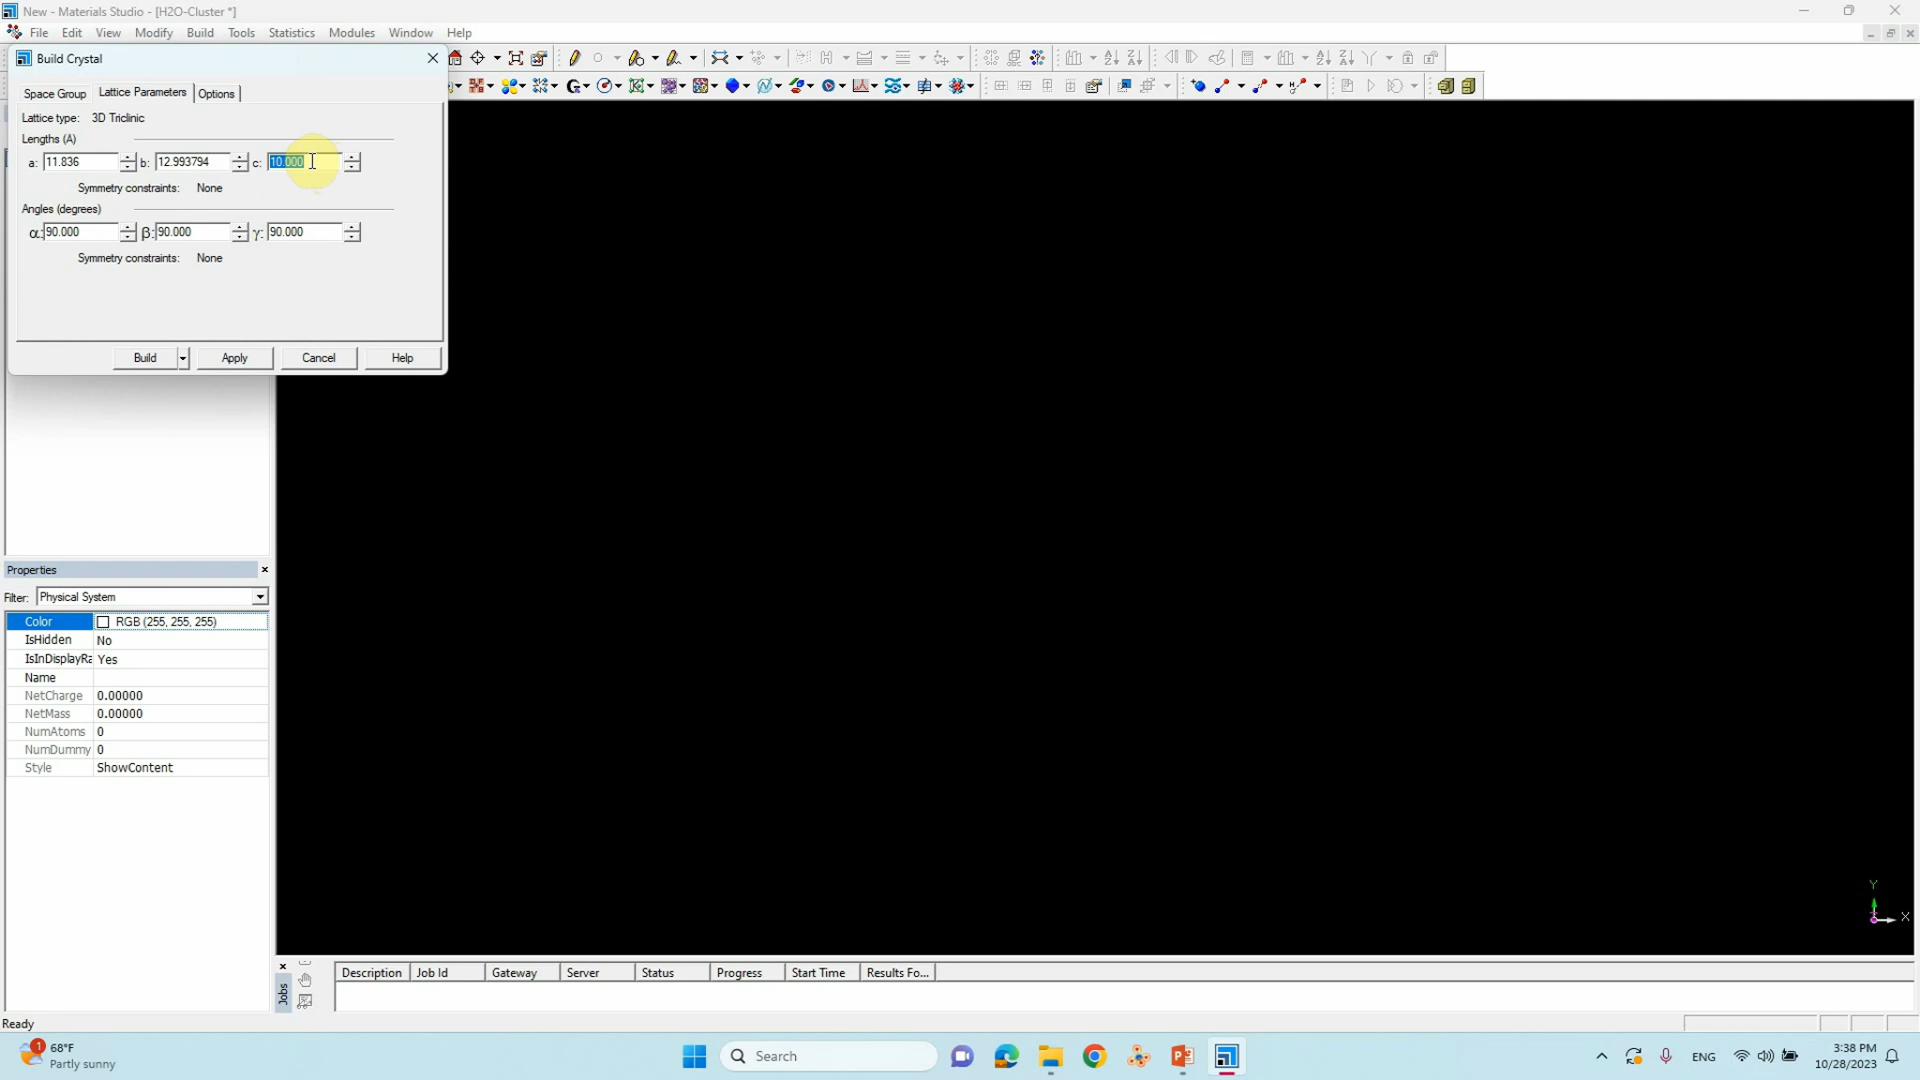 New - Materials Studio - [H2O-Cluster *]
File Edit View Modify Build Tools Statistics Modules Window Help
Build Crystal
Space Group Lattice Parameters Options
Lattice type: 3D Triclinic
Lengths (A)
a: 11.836 b: 12.993794 c: 10.000
Symmetry constraints: None
Angles (degrees)
α: 90.000 β: 90.000 γ: 90.000
Symmetry constraints: None
Build Apply Cancel Help
Properties
Filter: Physical System
Color RGB (255, 255, 255)
IsHidden No
IsInDisplayRa Yes
Name
NetCharge 0.00000
NetMass 0.00000
NumAtoms 0
NumDummy 0
Style ShowContent
Y
Z X
Jobs
Description Job Id Gateway Server Status Progress Start Time Results Fo...
Ready
1
68°F
Partly sunny
Search
ENG
3:38 PM
10/28/2023